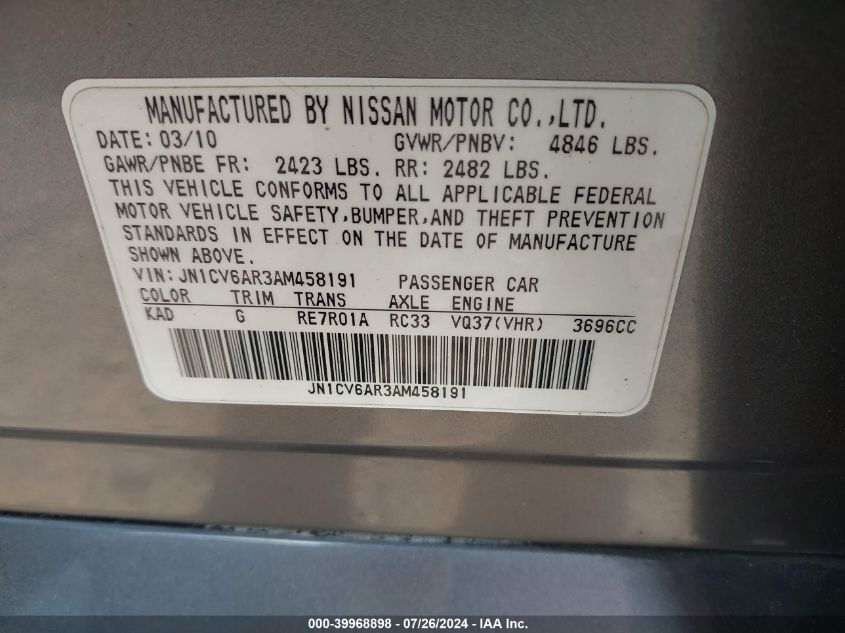 MANUFACTURED BY NISSAN MOTOR CO.,LTD.
DATE: 03/10 GVWR/PNBV: 4846 LBS.
GAWR/PNBE FR: 2423 LBS. RR: 2482 LBS.
THIS VEHICLE CONFORMS TO ALL APPLICABLE FEDERAL
MOTOR VEHICLE SAFETY,BUMPER,AND THEFT PREVENTION
STANDARDS IN EFFECT ON THE DATE OF MANUFACTURE
SHOWN ABOVE.
VIN:JN1CV6AR3AM458191 PASSENGER CAR
COLOR TRIM TRANS AXLE ENGINE
KAD G RE7R01A RC33 VQ37(VHR) 3696CC
JN1CV6AR3AM458191
000-39968898 - 07/26/2024 - IAA Inc.